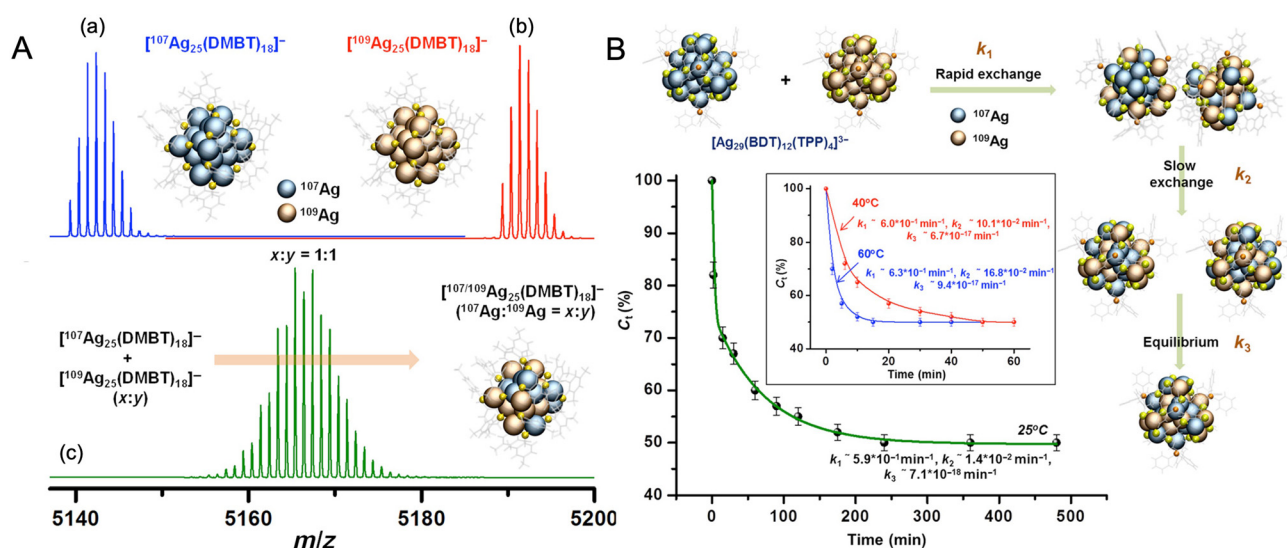 A
(a)
(b)
[¹⁰⁷Ag₂₅(DMBT)₁₈]⁻
[¹⁰⁹Ag₂₅(DMBT)₁₈]⁻
¹⁰⁷Ag
¹⁰⁹Ag
x:y = 1:1
[¹⁰⁷Ag₂₅(DMBT)₁₈]⁻
+
[¹⁰⁹Ag₂₅(DMBT)₁₈]⁻
(x:y)
[¹⁰⁷/¹⁰⁹Ag₂₅(DMBT)₁₈]⁻
(¹⁰⁷Ag:¹⁰⁹Ag = x:y)
(c)
5140 5160 5180 5200
m/z
B
+
k₁
Rapid exchange
¹⁰⁷Ag
¹⁰⁹Ag
[Ag₂₉(BDT)₁₂(TPP)₄]³⁻
Slow
exchange
k₂
Equilibrium
k₃
100
90
80
70
60
50
40
Cₜ (%)
0 100 200 300 400 500
Time (min)
25°C
k₁ ~ 5.9*10⁻¹min⁻¹, k₂ ~ 1.4*10⁻² min⁻¹,
k₃ ~ 7.1*10⁻¹⁸ min⁻¹
100
80
60
40
Cₜ (%)
40°C
k₁ ~ 6.0*10⁻¹ min⁻¹, k₂ ~ 10.1*10⁻² min⁻¹,
k₃ ~ 6.7*10⁻¹⁷ min⁻¹
60°C
k₁ ~ 6.3*10⁻¹ min⁻¹, k₂ ~ 16.8*10⁻² min⁻¹
k₃ ~ 9.4*10⁻¹⁷ min⁻¹
0 20 40 60
Time (min)